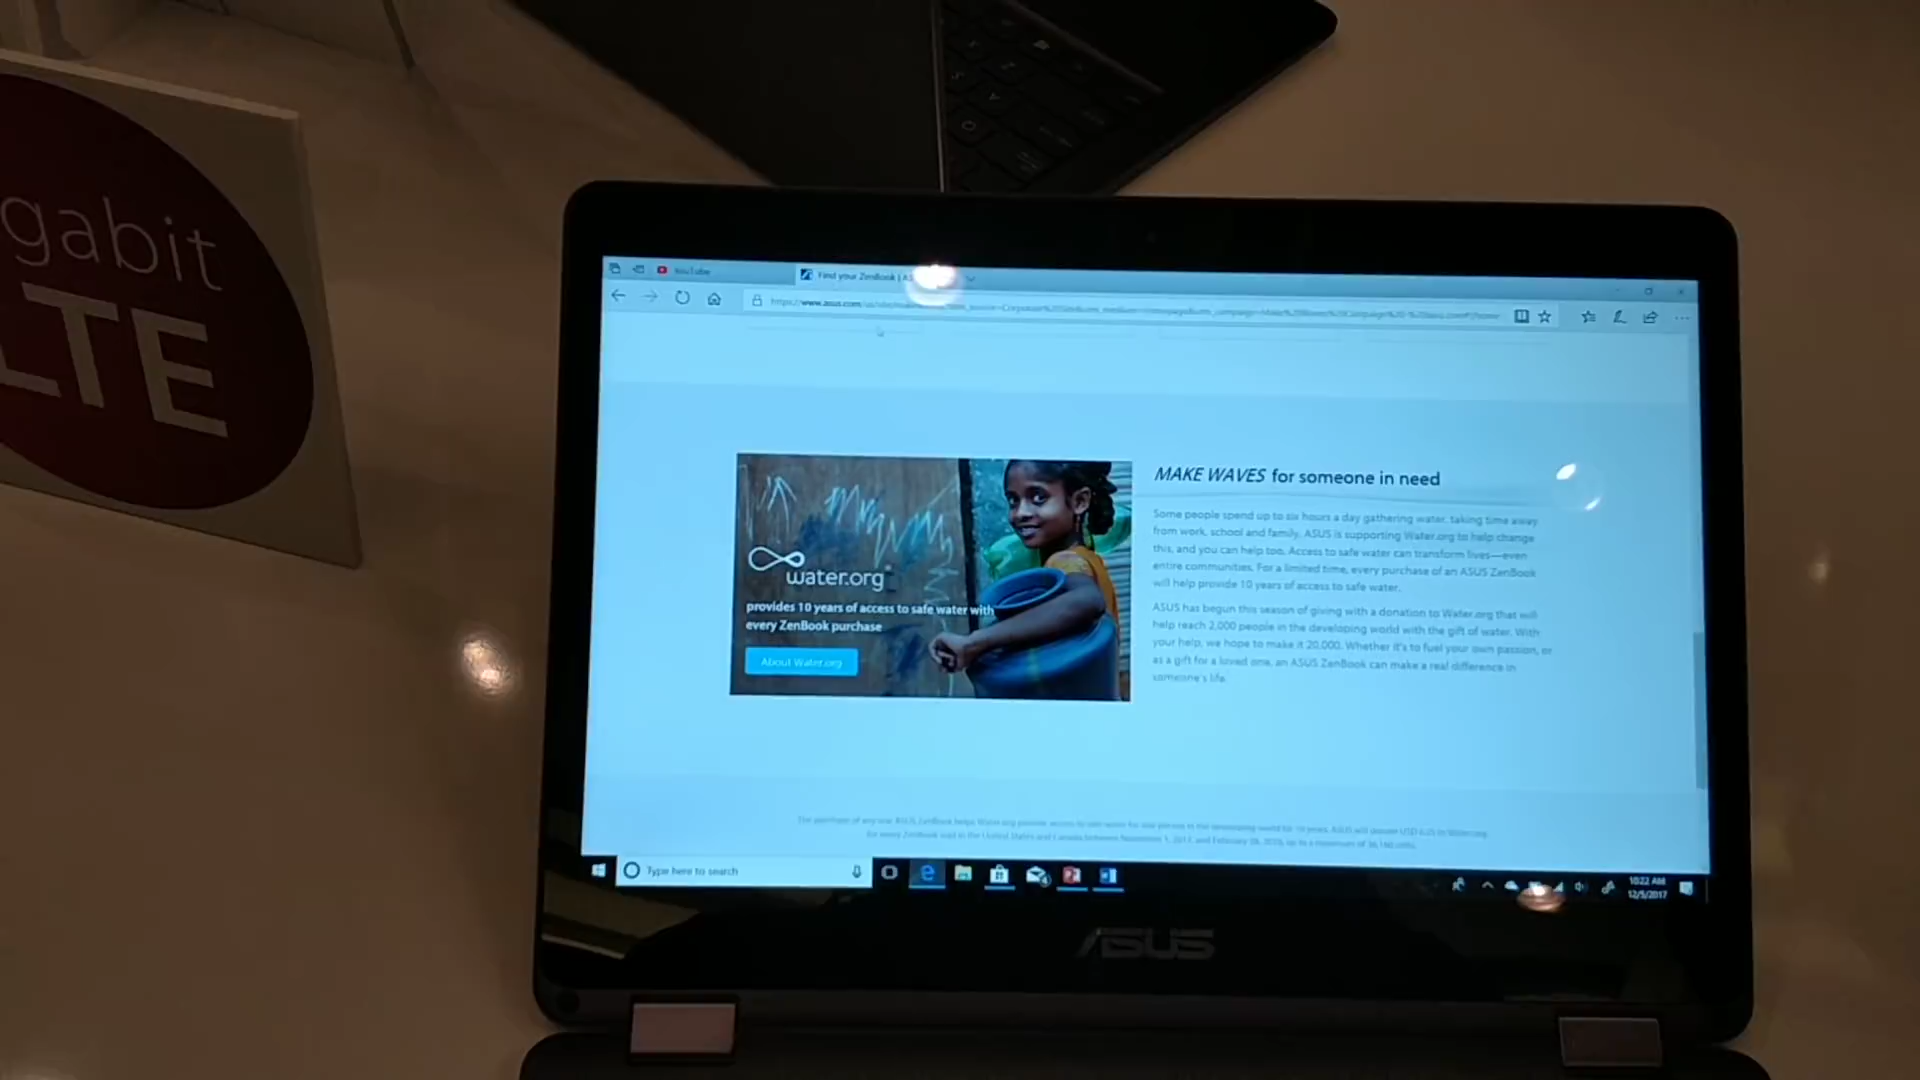 gabit
LTE
YouTube
Find your ZenBook | AS
MAKE WAVES for someone in need
Some people spend up to six hours a day gathering water, taking time away
from work, school and family. ASUS is supporting Water.org to help change
this, and you can help too. Access to safe water can transform lives—even
entire communities. For a limited time, every purchase of an ASUS ZenBook
will help provide 10 years of access to safe water.
ASUS has begun this season of giving with a donation to Water.org that will
help reach 2,000 people in the developing world with the gift of water. With
your help, we hope to make it 20,000. Whether it's to fuel your own passion, or
as a gift for a loved one, an ASUS ZenBook can make a real difference in
someone's life.
water.org
provides 10 years of access to safe water with
every ZenBook purchase
About Water.org
Type here to search
10:22 AM
12/5/2017
ASUS